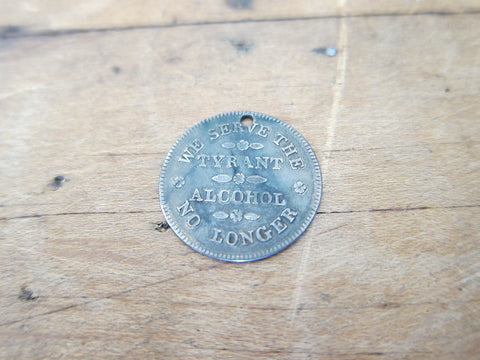 WE SERVE THE
TYRANT
ALCOHOL
NO LONGER